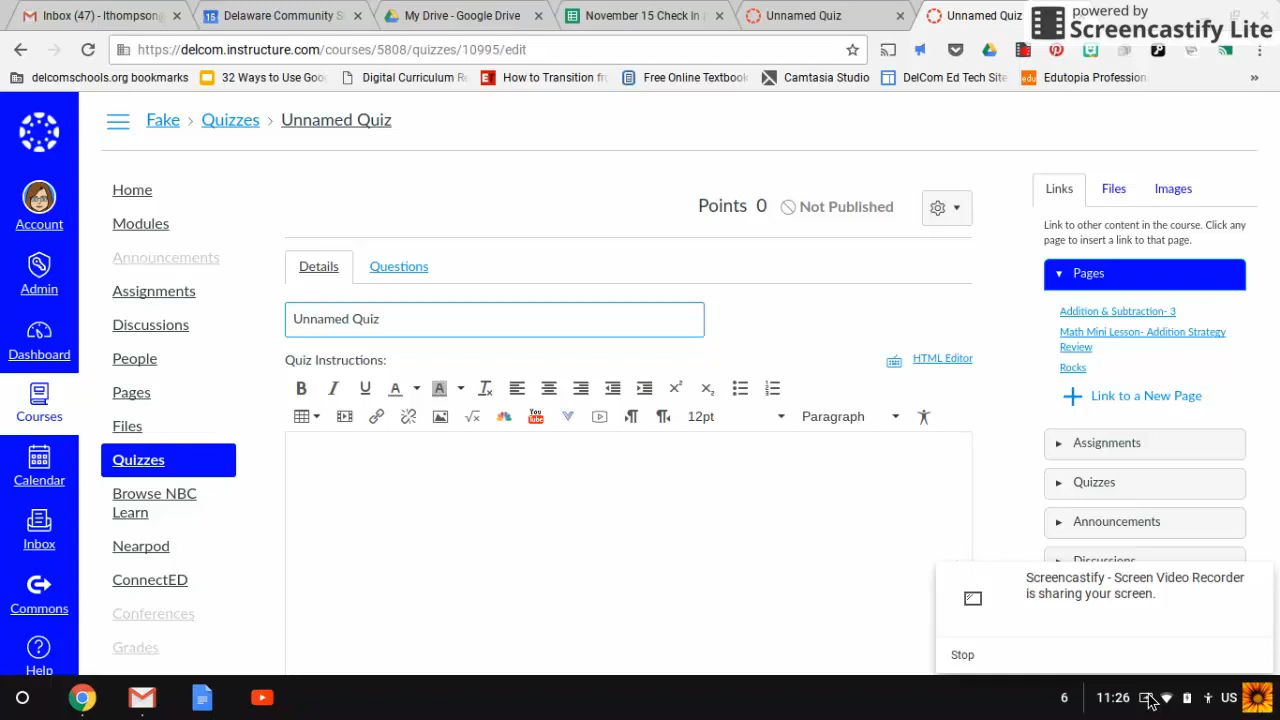 Inbox (47) - lthompson
15 Delaware Community S
My Drive - Google Drive
November 15 Check In
Unnamed Quiz
Unnamed Quiz
powered by
Screencastify Lite
https://delcom.instructure.com/courses/5808/quizzes/10995/edit
delcomschools.org bookmarks
32 Ways to Use Goo
Digital Curriculum Re
ET How to Transition fr
Free Online Textbook
Camtasia Studio
DelCom Ed Tech Site
edu Edutopia Profession
»
Fake > Quizzes > Unnamed Quiz
Account
Admin
Dashboard
Courses
Calendar
Inbox
Commons
Help
Home
Modules
Announcements
Assignments
Discussions
People
Pages
Files
Quizzes
Browse NBC
Learn
Nearpod
ConnectED
Conferences
Grades
Points 0 Not Published
Details Questions
Unnamed Quiz
Quiz Instructions:
HTML Editor
B I U A A
You Tube 12pt Paragraph
Links Files Images
Link to other content in the course. Click any
page to insert a link to that page.
Pages
Addition & Subtraction- 3
Math Mini Lesson- Addition Strategy
Review
Rocks
Link to a New Page
Assignments
Quizzes
Announcements
Discussions
Screencastify - Screen Video Recorder
is sharing your screen.
Stop
6 11:26 US